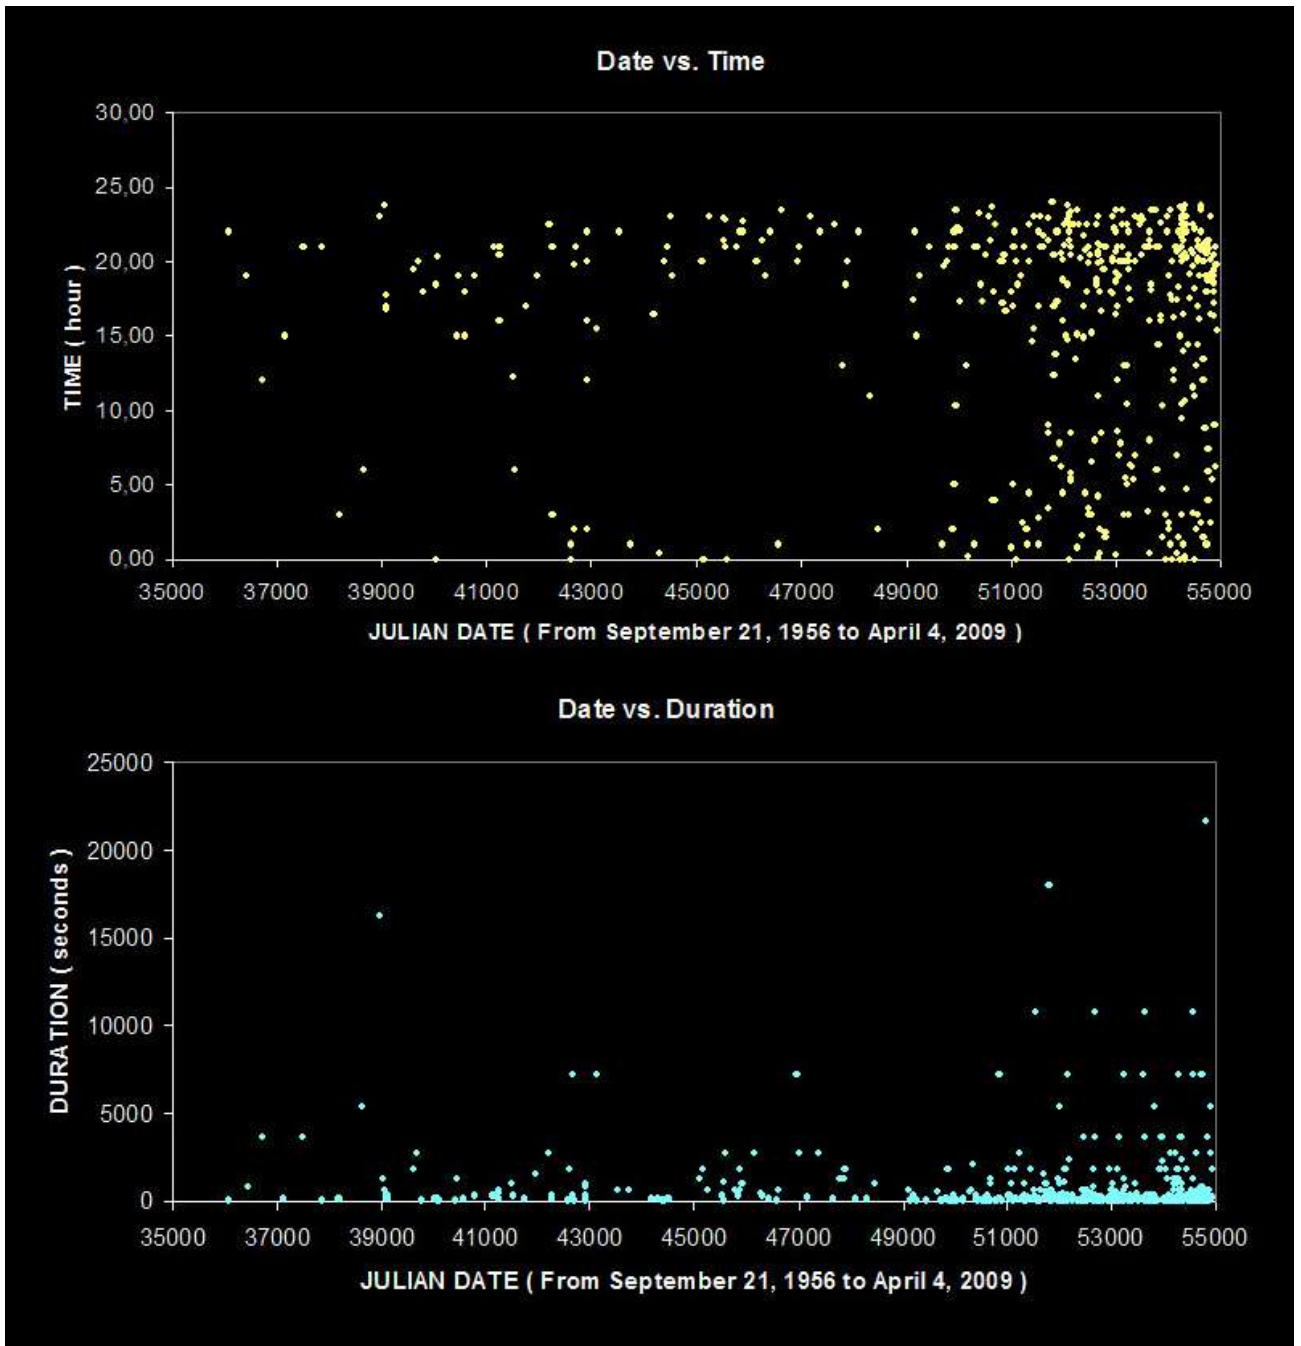 Date vs. Time
30,00
25,00
20,00
15,00
10,00
5,00
0,00
TIME ( hour )
35000 37000 39000 41000 43000 45000 47000 49000 51000 53000 55000
JULIAN DATE ( From September 21, 1956 to April 4, 2009 )
Date vs. Duration
25000
20000
15000
10000
5000
0
DURATION ( seconds )
35000 37000 39000 41000 43000 45000 47000 49000 51000 53000 55000
JULIAN DATE ( From September 21, 1956 to April 4, 2009 )